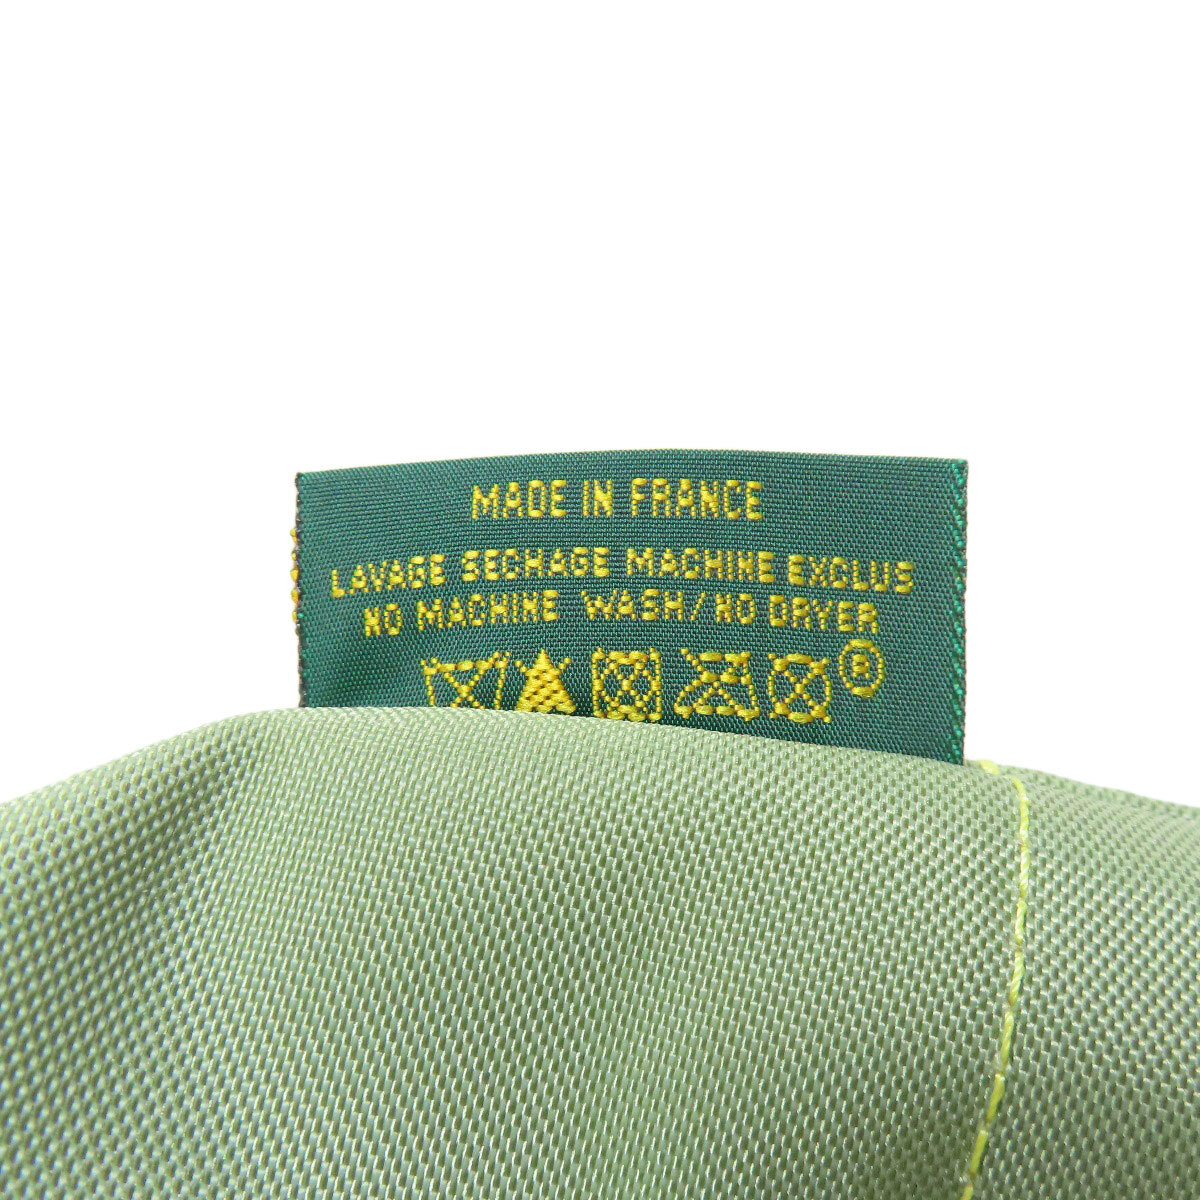 MADE IN FRANCE
LAVAGE SECHAGE MACHINE EXCLUS
NO MACHINE WASH/NO DRYER
®